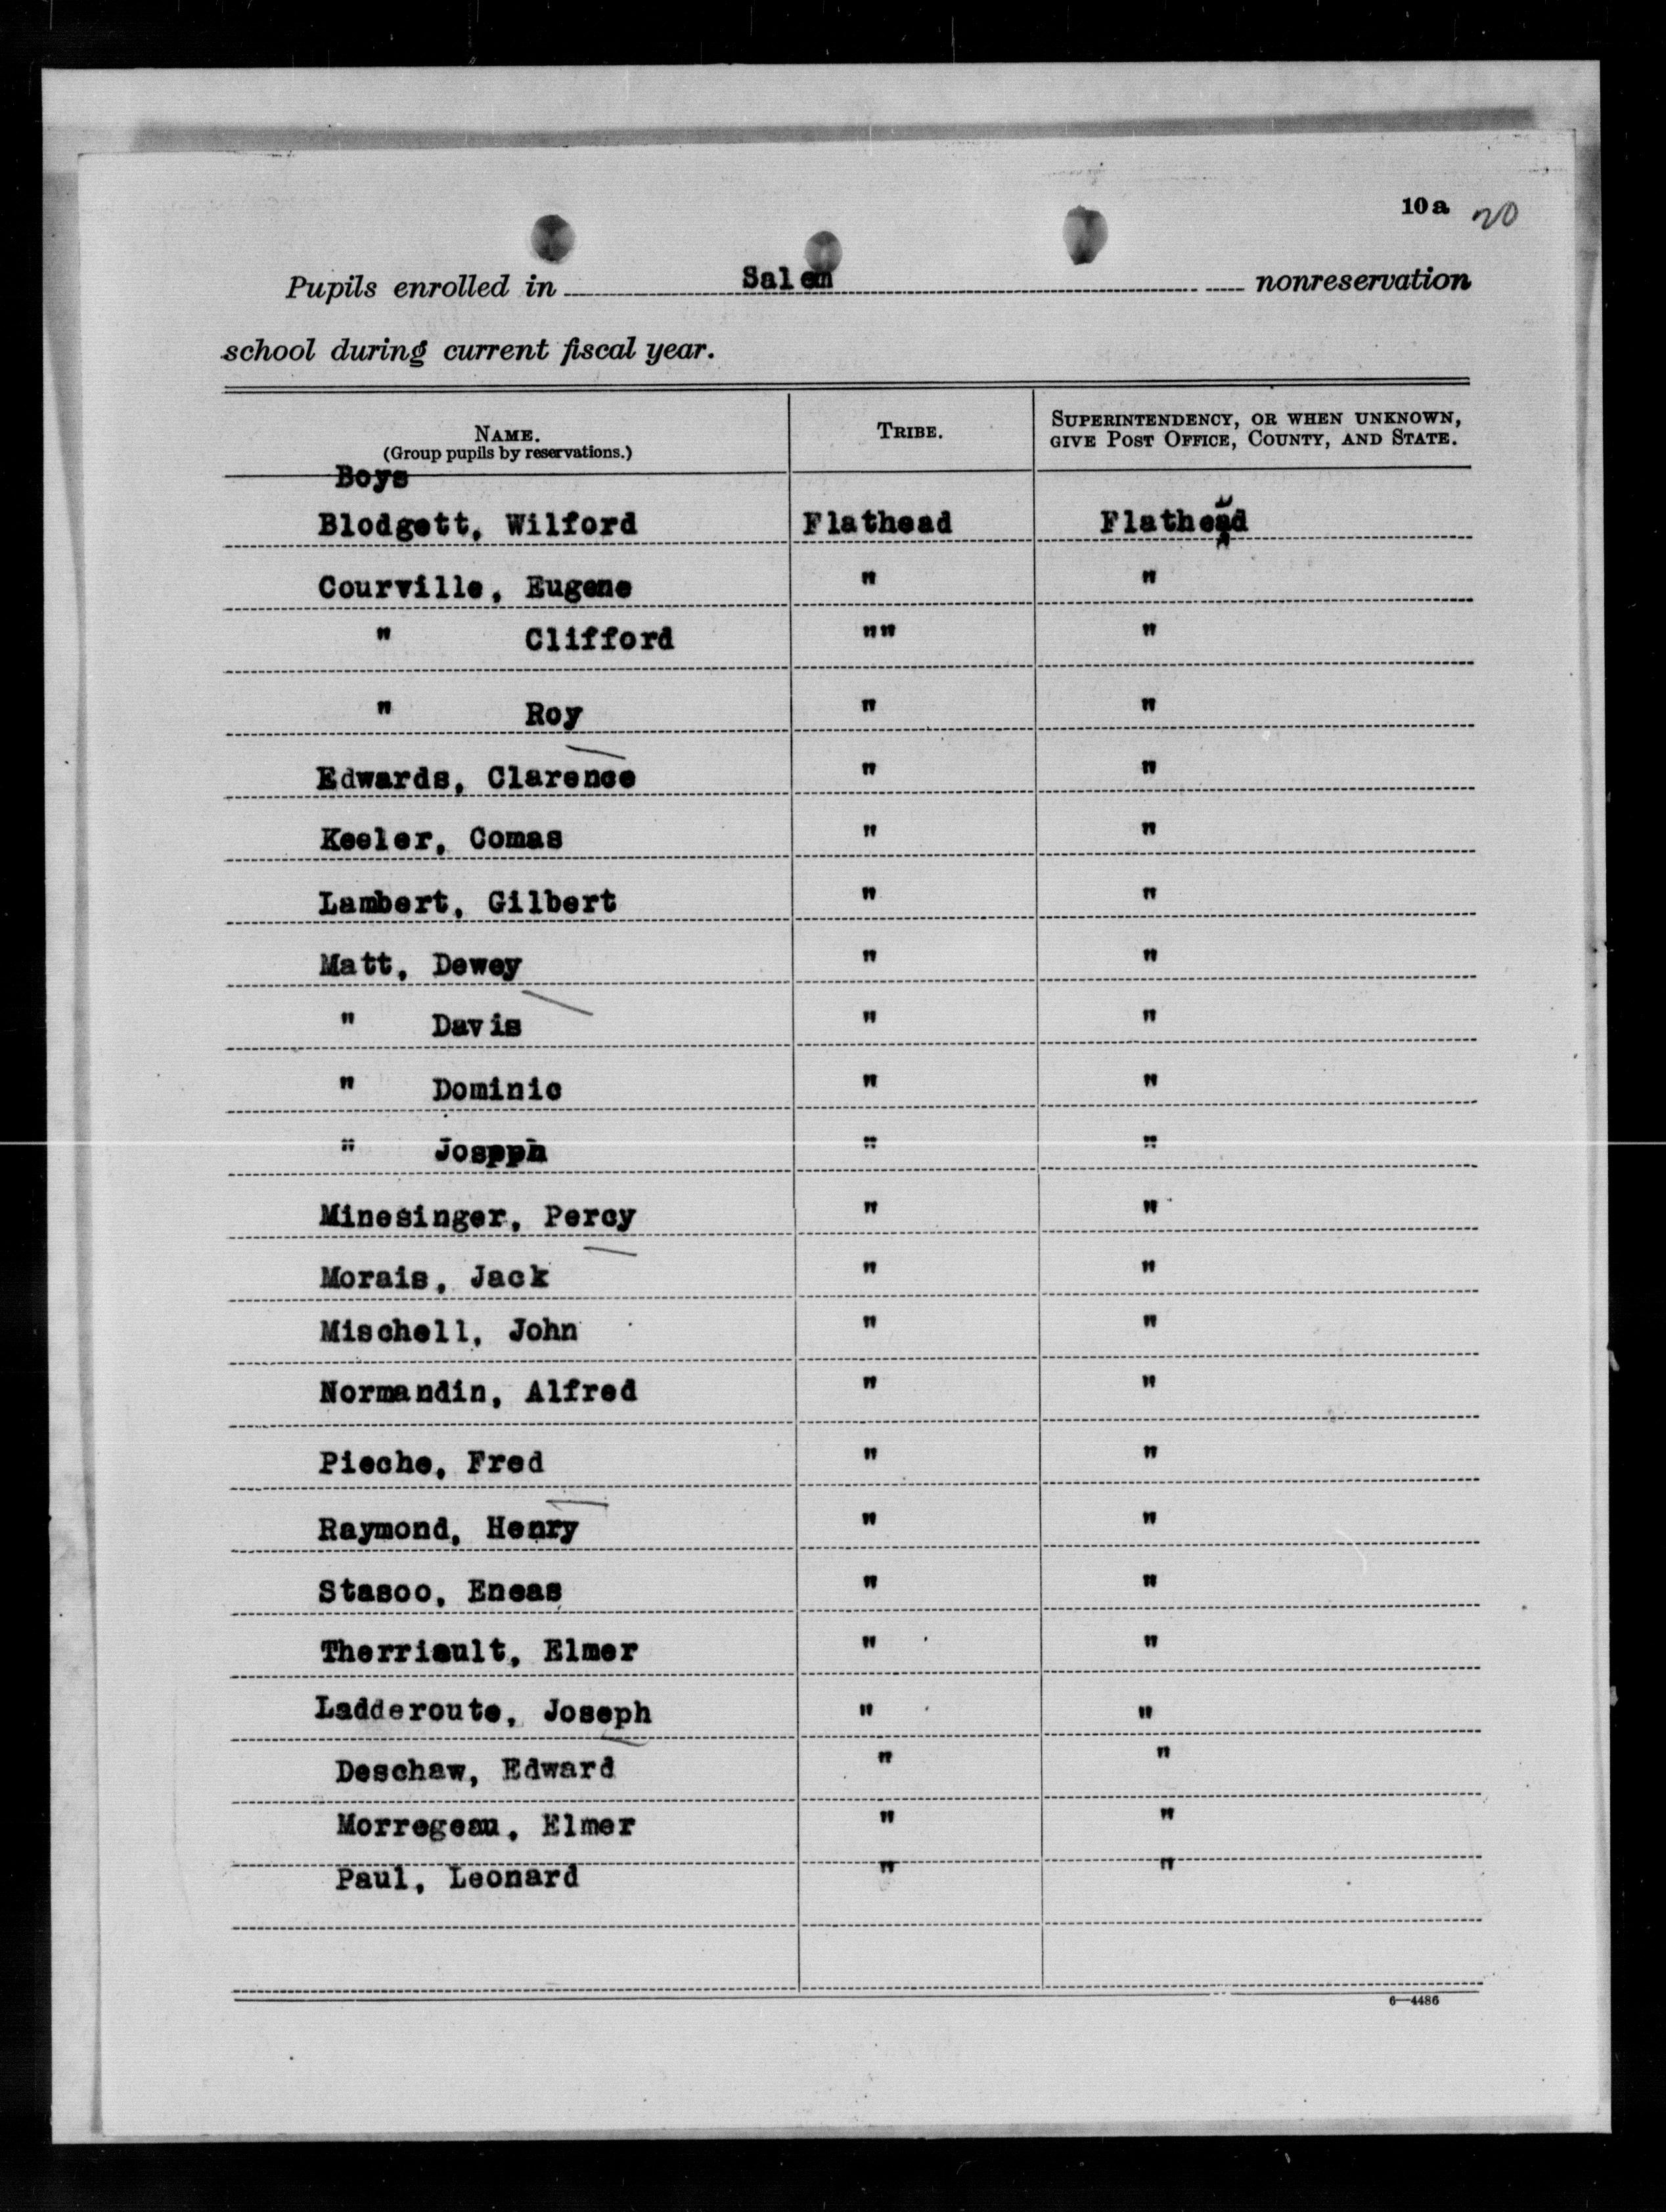 10 a 20
Pupils enrolled in Salem nonreservation
school during current fiscal year.
NAME. TRIBE. SUPERINTENDENCY, OR WHEN UNKNOWN,
(Group pupils by reservations.) GIVE POST OFFICE, COUNTY, AND STATE.
Boys
Blodgett, Wilford Flathead Flathead
Courville, Eugene " "
" Clifford "" "
" Roy " "
Edwards, Clarence " "
Keeler, Comas " "
Lambert, Gilbert " "
Matt, Dewey " "
" Davis " "
" Dominic " "
" Joseph " "
Minesinger, Percy " "
Morais, Jack " "
Mischell, John " "
Normandin, Alfred " "
Pieche, Fred " "
Raymond, Henry " "
Stasoo, Eneas " "
Therriault, Elmer " "
Ladderoute, Joseph " "
Deschaw, Edward " "
Morregeau, Elmer " "
Paul, Leonard " "
6—4486